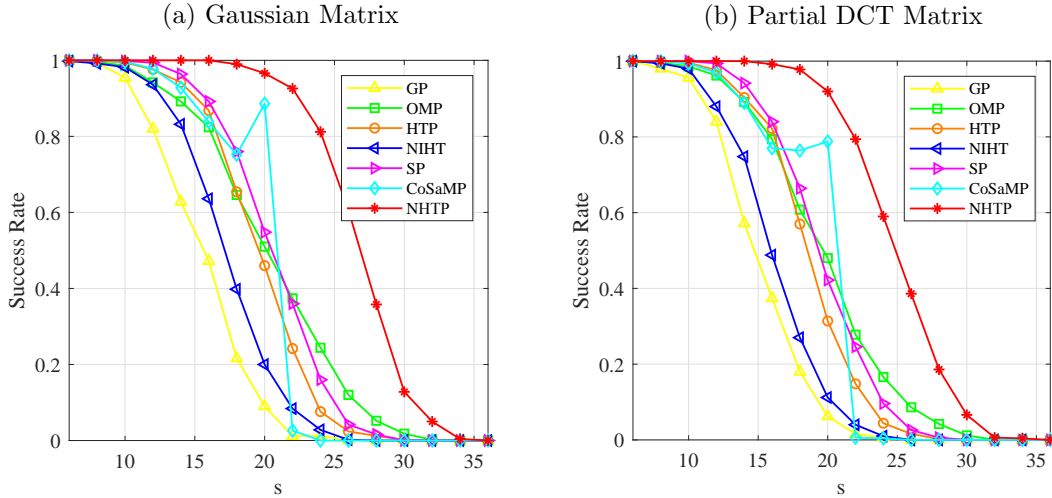 (a) Gaussian Matrix
1
0.8
0.6
0.4
0.2
0
Success Rate
10 15 20 25 30 35
s
GP
OMP
HTP
NIHT
SP
CoSaMP
NHTP
(b) Partial DCT Matrix
1
0.8
0.6
0.4
0.2
0
Success Rate
10 15 20 25 30 35
s
GP
OMP
HTP
NIHT
SP
CoSaMP
NHTP